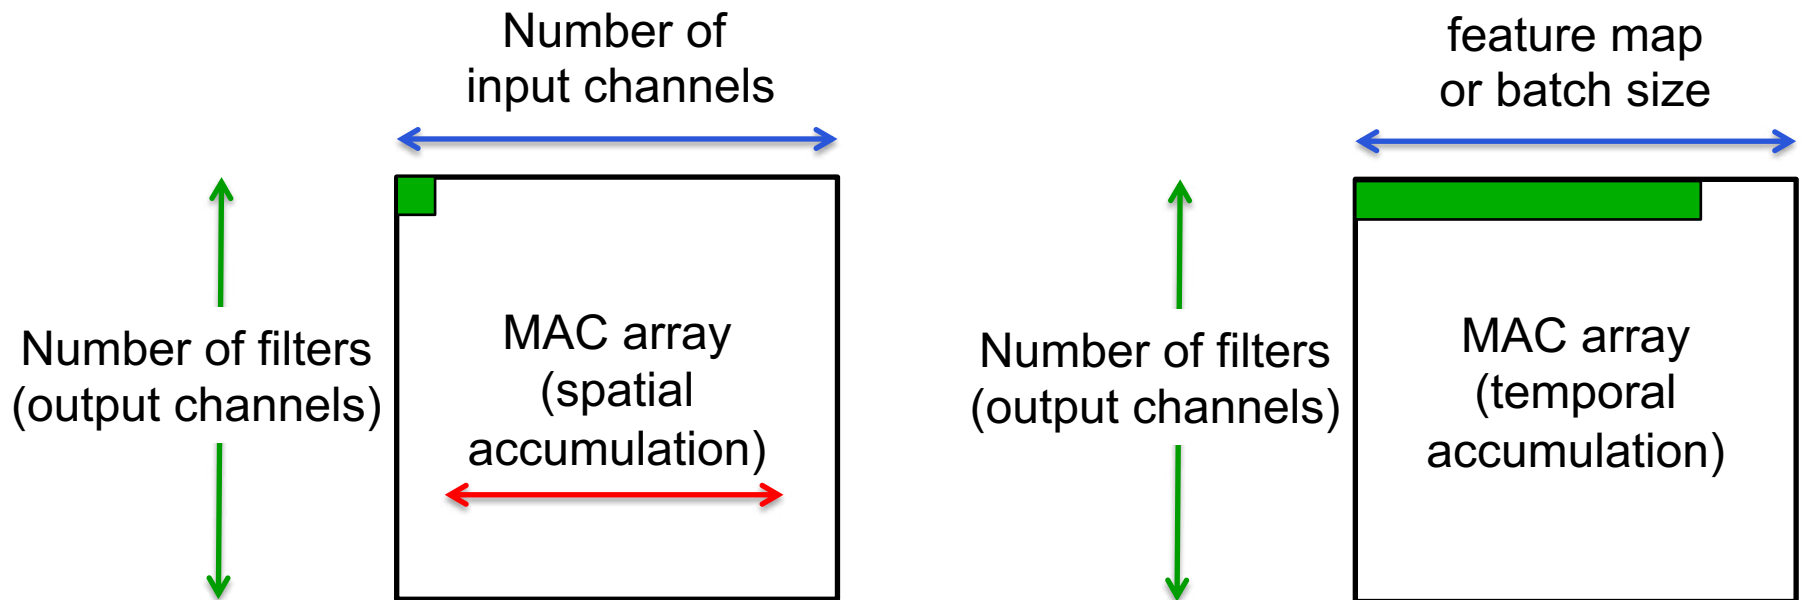 Number of
input channels
Number of filters
(output channels)
MAC array
(spatial
accumulation)
feature map
or batch size
Number of filters
(output channels)
MAC array
(temporal
accumulation)